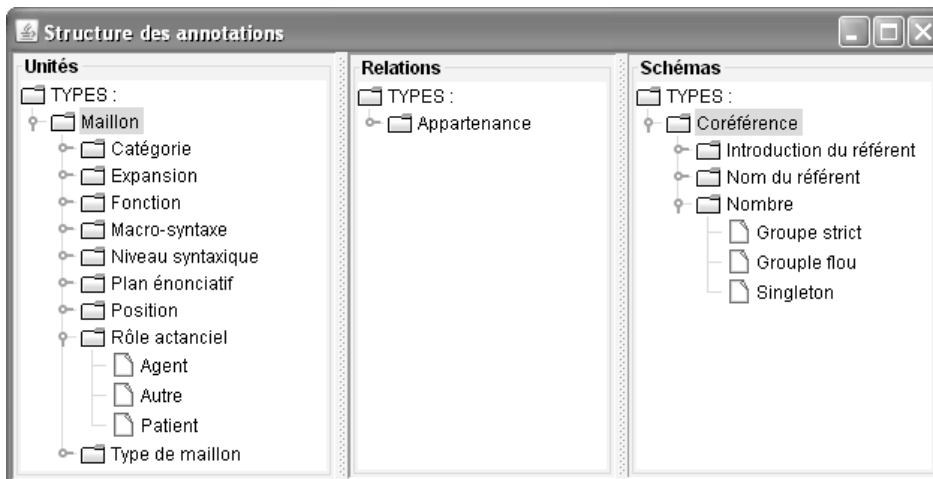 Structure des annotations
Unités
TYPES :
Maillon
Catégorie
Expansion
Fonction
Macro-syntaxe
Niveau syntaxique
Plan énonciatif
Position
Rôle actanciel
Agent
Autre
Patient
Type de maillon
Relations
TYPES :
Appartenance
Schémas
TYPES :
Coréférence
Introduction du référent
Nom du référent
Nombre
Groupe strict
Grouple flou
Singleton